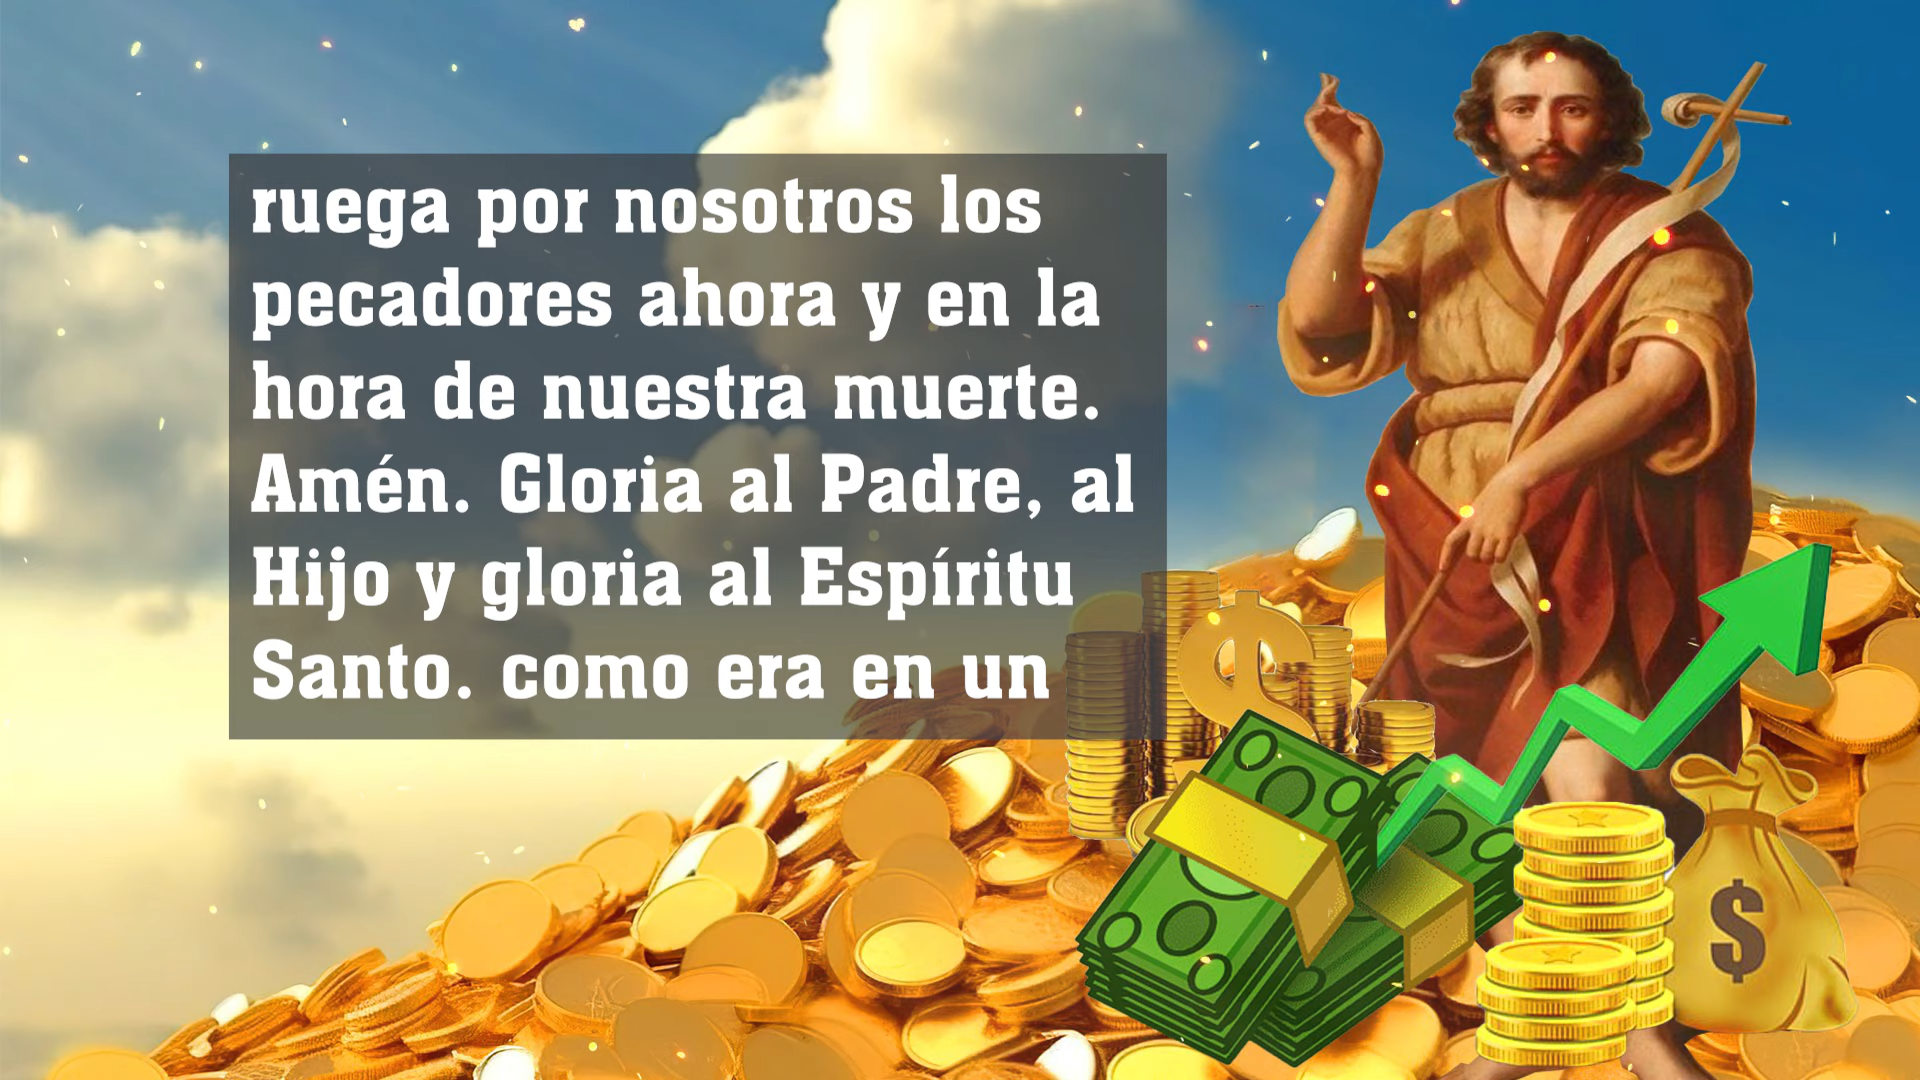 ruega por nosotros los
pecadores ahora y en la
hora de nuestra muerte.
Amén. Gloria al Padre, al
Hijo y gloria al Espíritu
Santo. como era en un
$
$